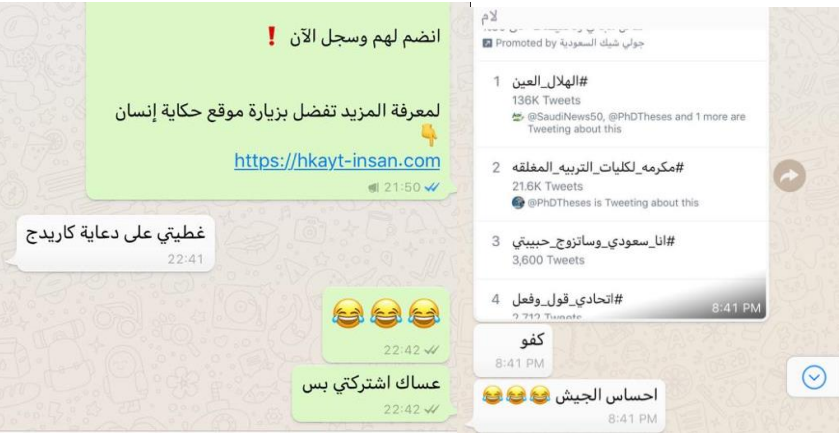 انضم لهم وسجل الآن ❗
لمعرفة المزيد تفضل بزيارة موقع حكاية إنسان
👇
https://hkayt-insan.com
21:50
غطيتي على دعاية كاريدج
22:41
😂😂😂
22:42
عساك اشتركتي بس
22:42
لام
Promoted by جولي شيك السعودية
1 #الهلال_العين
136K Tweets
@SaudiNews50, @PhDTheses and 1 more are
Tweeting about this
2 #مكرمه_لكليات_التربيه_المغلقه
21.6K Tweets
@PhDTheses is Tweeting about this
3 #انا_سعودي_وساتزوج_حبيبتي
3,600 Tweets
4 #اتحادي_قول_وفعل
2,712 Tweets
8:41 PM
كفو
8:41 PM
احساس الجيش 😂😂😂
8:41 PM